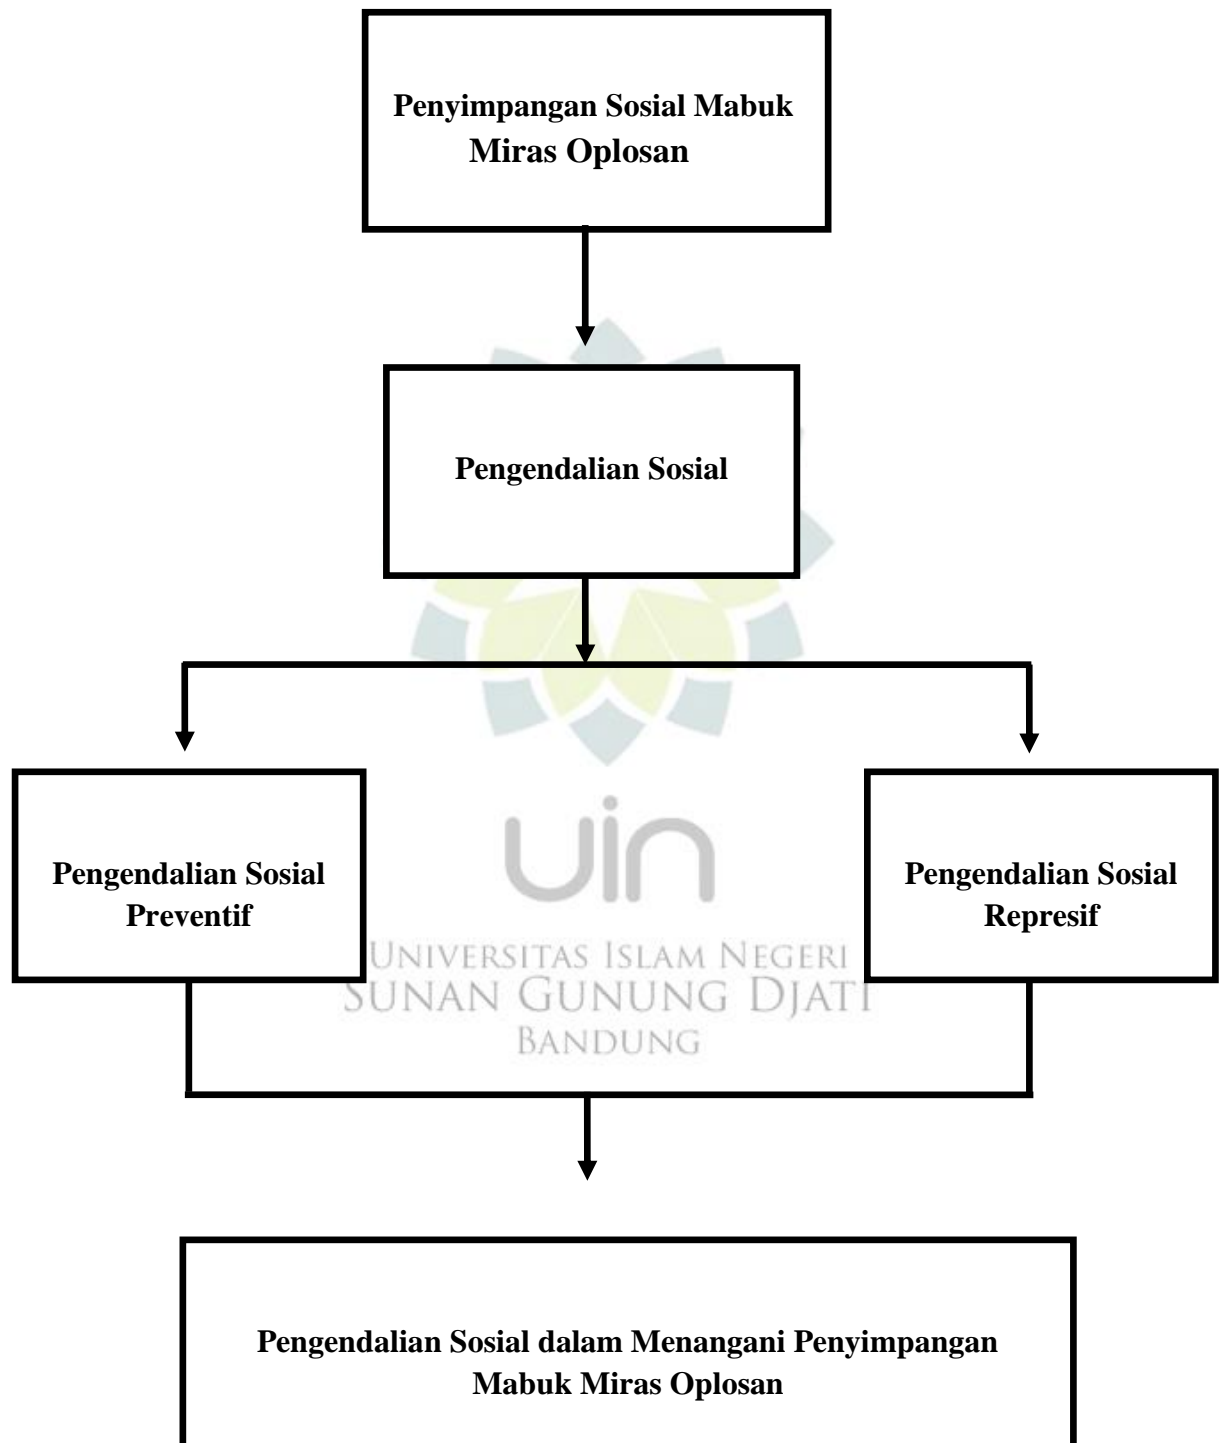 Penyimpangan Sosial Mabuk
Miras Oplosan
Pengendalian Sosial
Pengendalian Sosial
Preventif
Pengendalian Sosial
Represif
uin
UNIVERSITAS ISLAM NEGERI
SUNAN GUNUNG DJATI
BANDUNG
Pengendalian Sosial dalam Menangani Penyimpangan
Mabuk Miras Oplosan